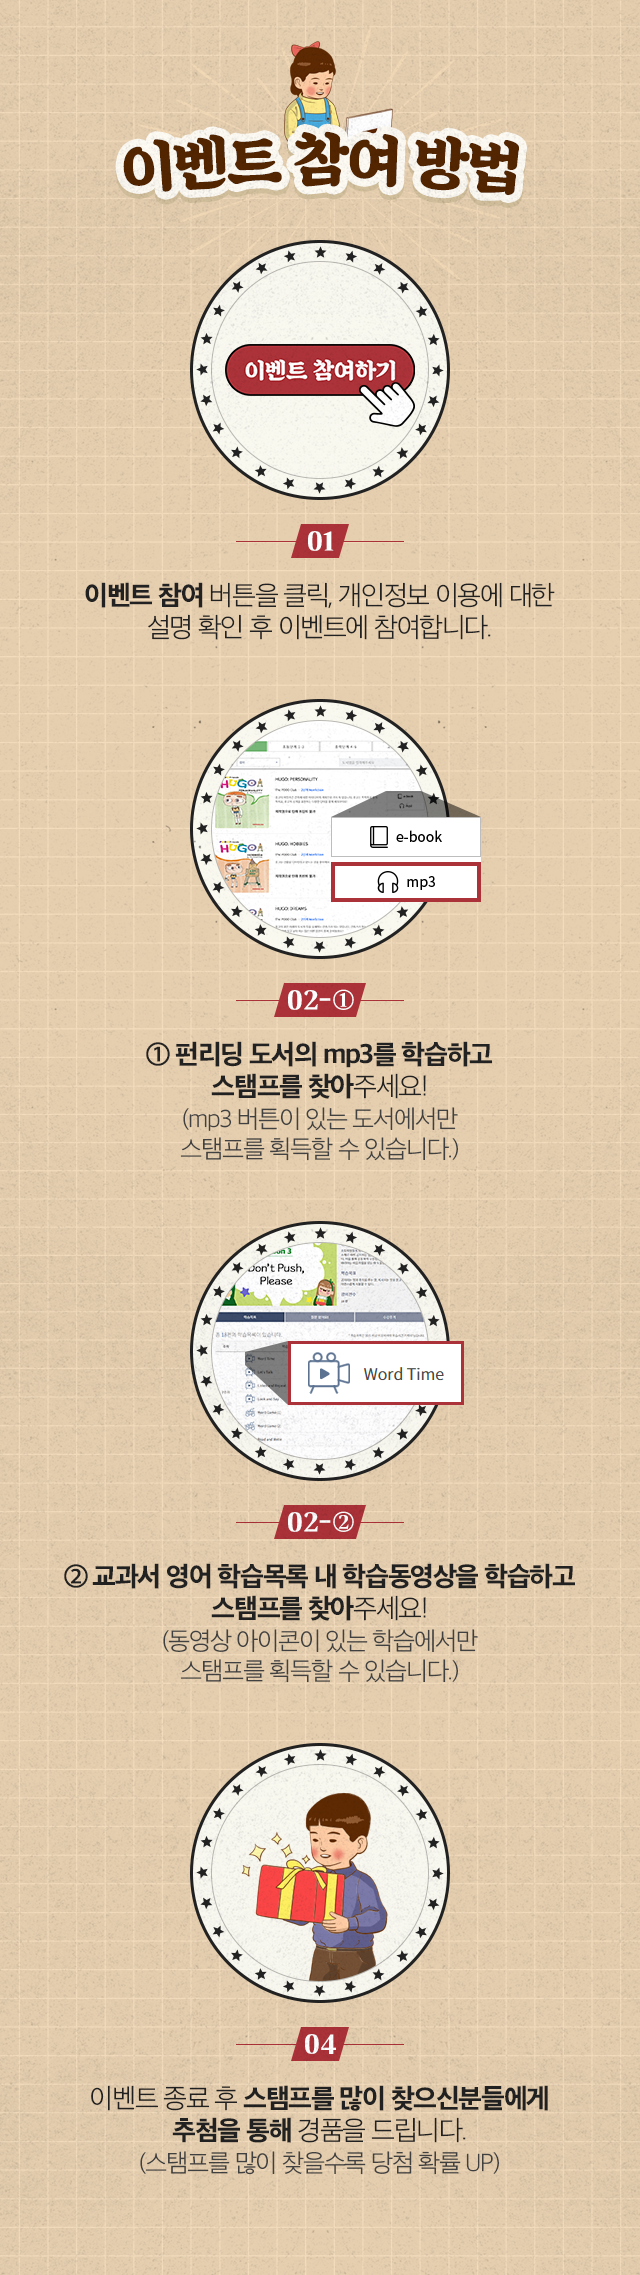 이벤트 참여 방법
이벤트 참여하기
01
이벤트 참여 버튼을 클릭, 개인정보 이용에 대한
설명 확인 후 이벤트에 참여합니다.
HUGO! PERSONALITY
HUGO! HOBBIES
HUGO! DREAMS
e-book
mp3
02-①
① 펀리딩 도서의 mp3를 학습하고
스탬프를 찾아주세요!
(mp3 버튼이 있는 도서에서만
스탬프를 획득할 수 있습니다.)
Don't Push,
Please
Word Time
02-②
② 교과서 영어 학습목록 내 학습동영상을 학습하고
스탬프를 찾아주세요!
(동영상 아이콘이 있는 학습에서만
스탬프를 획득할 수 있습니다.)
04
이벤트 종료 후 스탬프를 많이 찾으신분들에게
추첨을 통해 경품을 드립니다.
(스탬프를 많이 찾을수록 당첨 확률 UP)